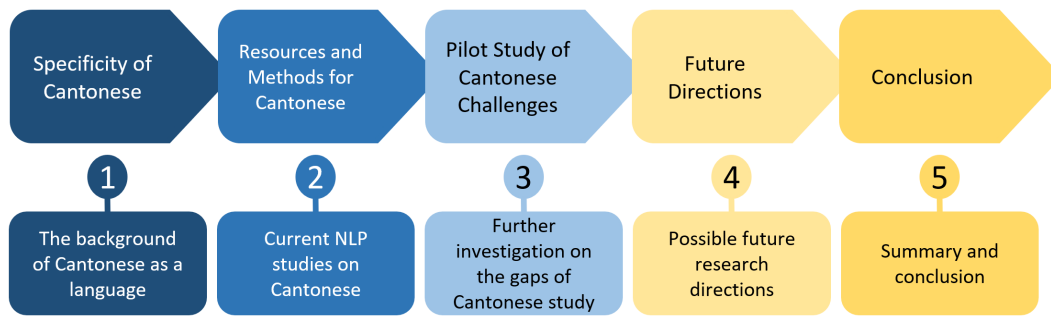 Specificity of
Cantonese
Resources and
Methods for
Cantonese
Pilot Study of
Cantonese
Challenges
Future
Directions
Conclusion
1
2
3
4
5
The background
of Cantonese as a
language
Current NLP
studies on
Cantonese
Further
investigation on
the gaps of
Cantonese study
Possible future
research
directions
Summary and
conclusion